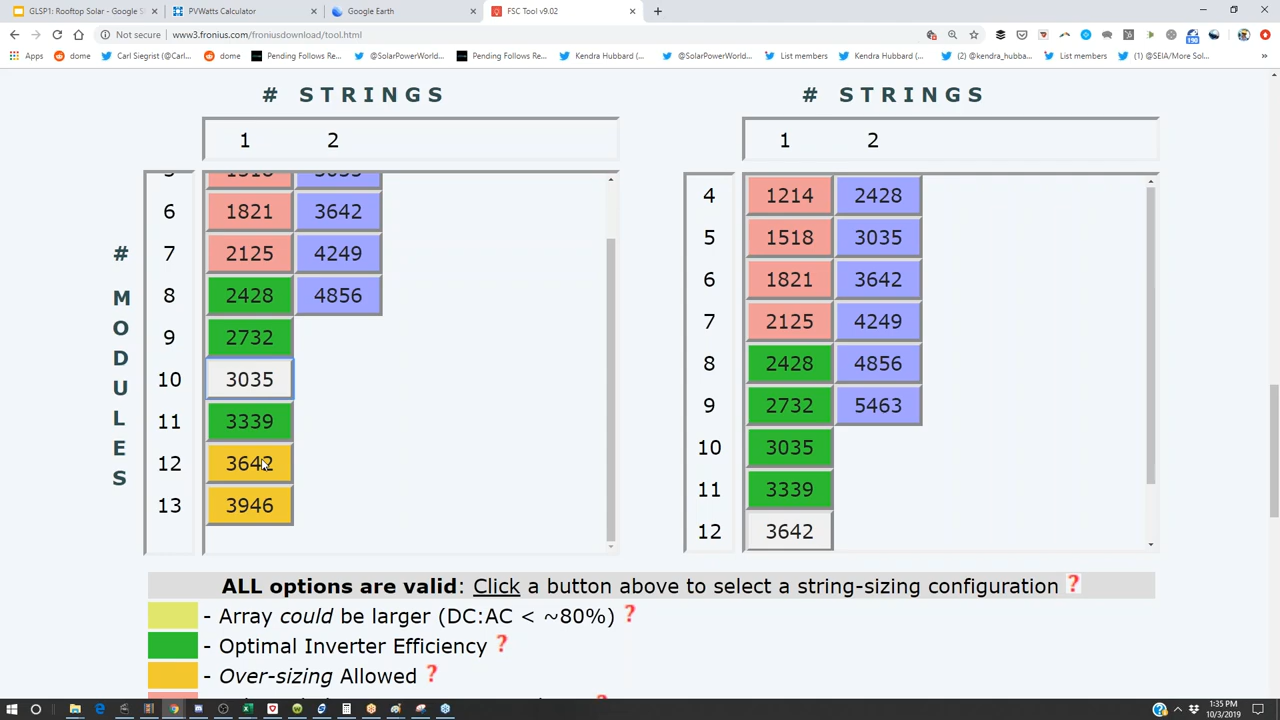 GLSP1: Rooftop Solar - Google S
PVWatts Calculator
Google Earth
FSC Tool v9.02
Not secure | www3.fronius.com/froniusdownload/tool.html
Apps
dome
Carl Siegrist (@Carl...
dome
Pending Follows Re...
@SolarPowerWorld...
Pending Follows Re...
Kendra Hubbard (...
@SolarPowerWorld...
List members
Kendra Hubbard (...
(2) @kendra_hubba...
List members
(1) @SEIA/More Sol...
# STRINGS
1 2
# MODULES
6 1821 3642
7 2125 4249
8 2428 4856
9 2732
10 3035
11 3339
12 3642
13 3946
# STRINGS
1 2
4 1214 2428
5 1518 3035
6 1821 3642
7 2125 4249
8 2428 4856
9 2732 5463
10 3035
11 3339
12 3642
ALL options are valid: Click a button above to select a string-sizing configuration ?
- Array could be larger (DC:AC < ~80%) ?
- Optimal Inverter Efficiency ?
- Over-sizing Allowed ?
1:35 PM
10/3/2019